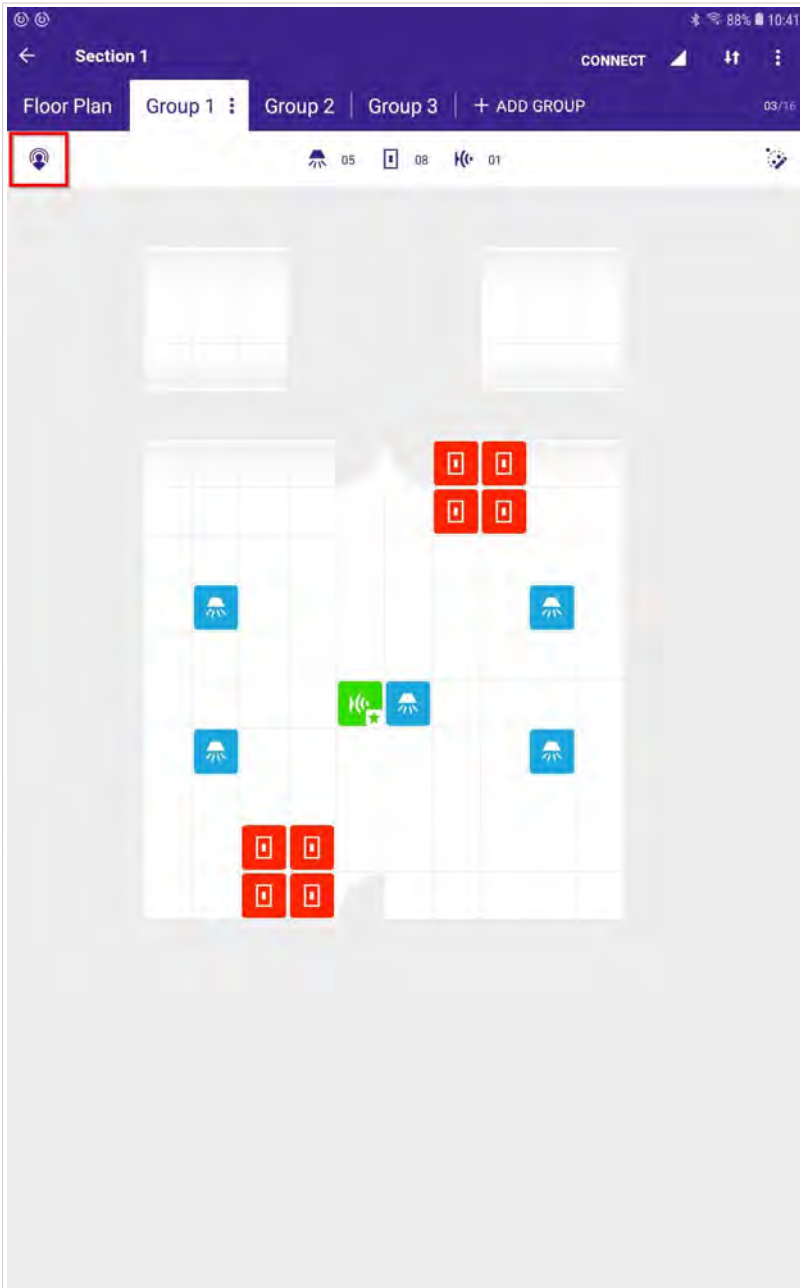 88% 10:41
Section 1 CONNECT
Floor Plan Group 1 Group 2 Group 3 + ADD GROUP 03/16
05 08 01